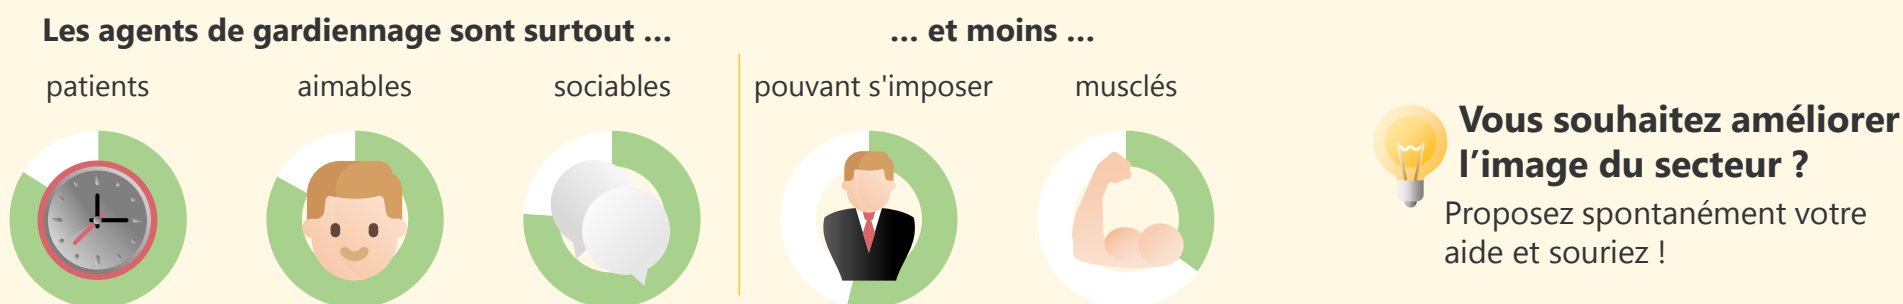 Les agents de gardiennage sont surtout ...
... et moins ...
patients
aimables
sociables
pouvant s'imposer
musclés
Vous souhaitez améliorer
l’image du secteur ?
Proposez spontanément votre
aide et souriez !